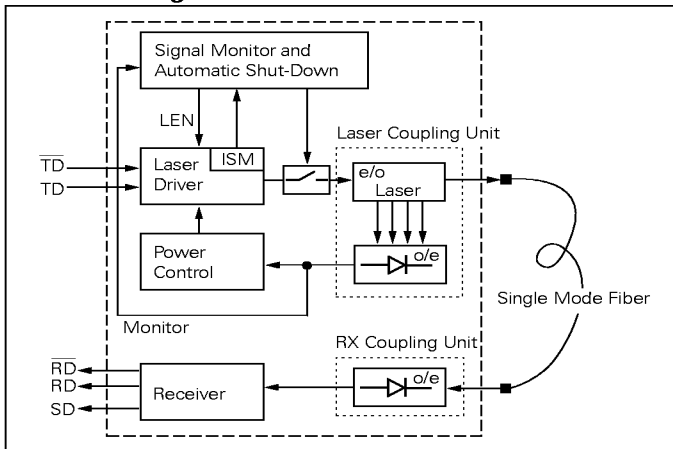 Signal Monitor and
Automatic Shut-Down
LEN
Laser Coupling Unit
TD
TD
Laser
Driver
ISM
e/o
Laser
Power
Control
o/e
Single Mode Fiber
Monitor
RX Coupling Unit
RD
RD
SD
Receiver
o/e